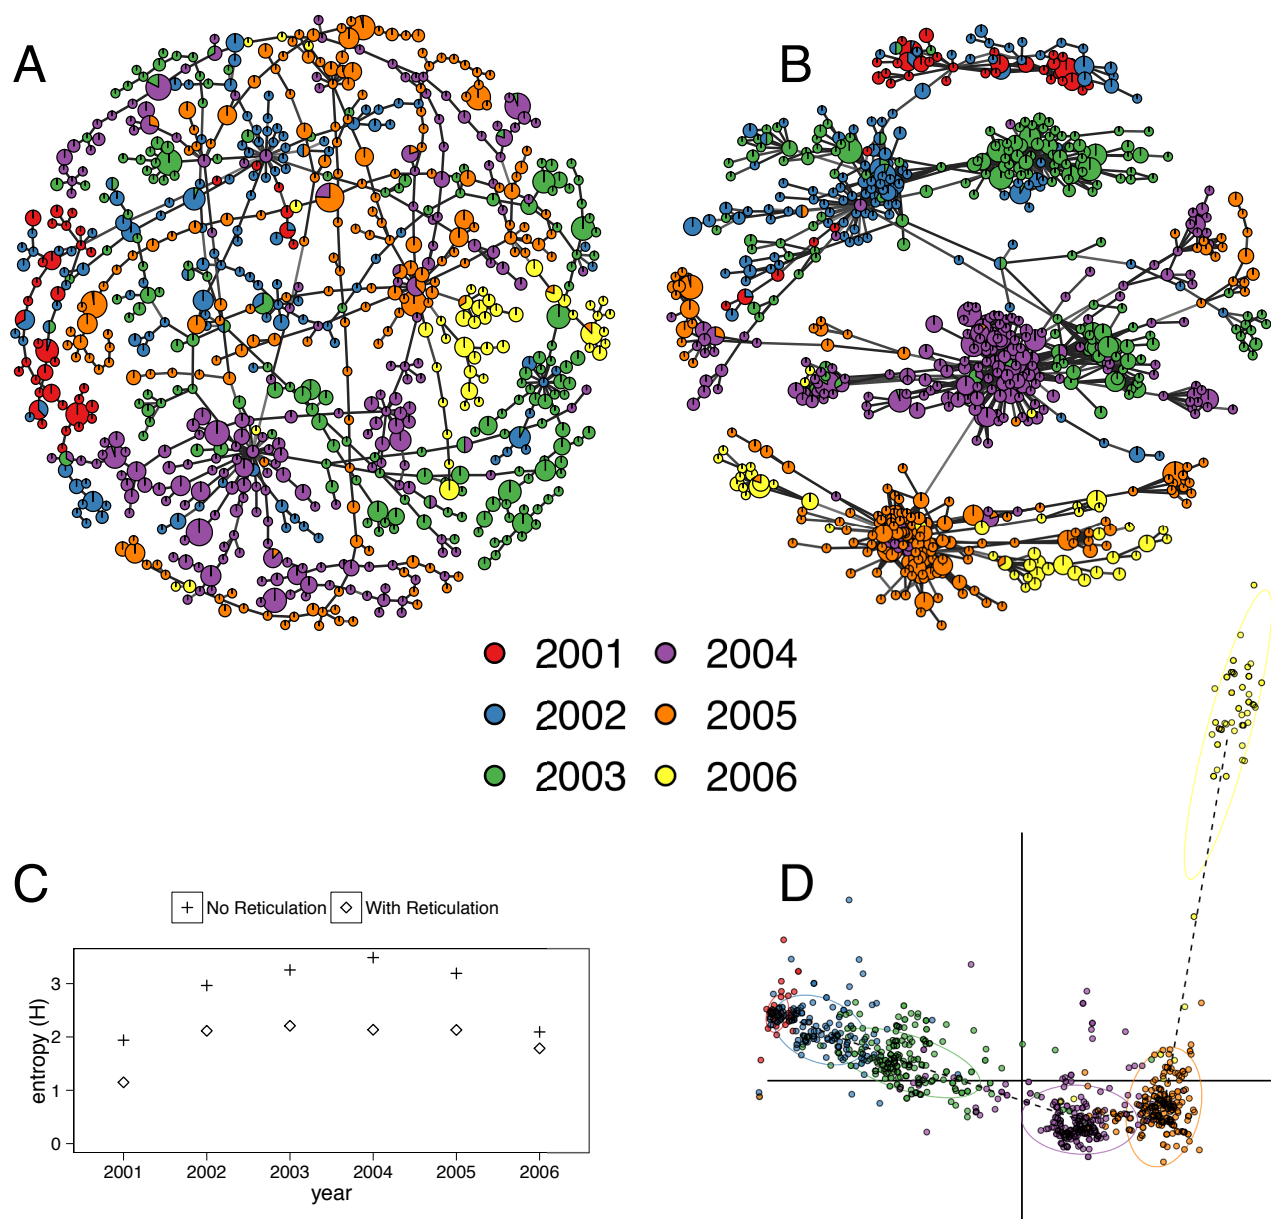 A
B
2001
2004
2002
2005
2003
2006
C
D
No Reticulation
With Reticulation
entropy (H)
3
2
1
0
2001 2002 2003 2004 2005 2006
year